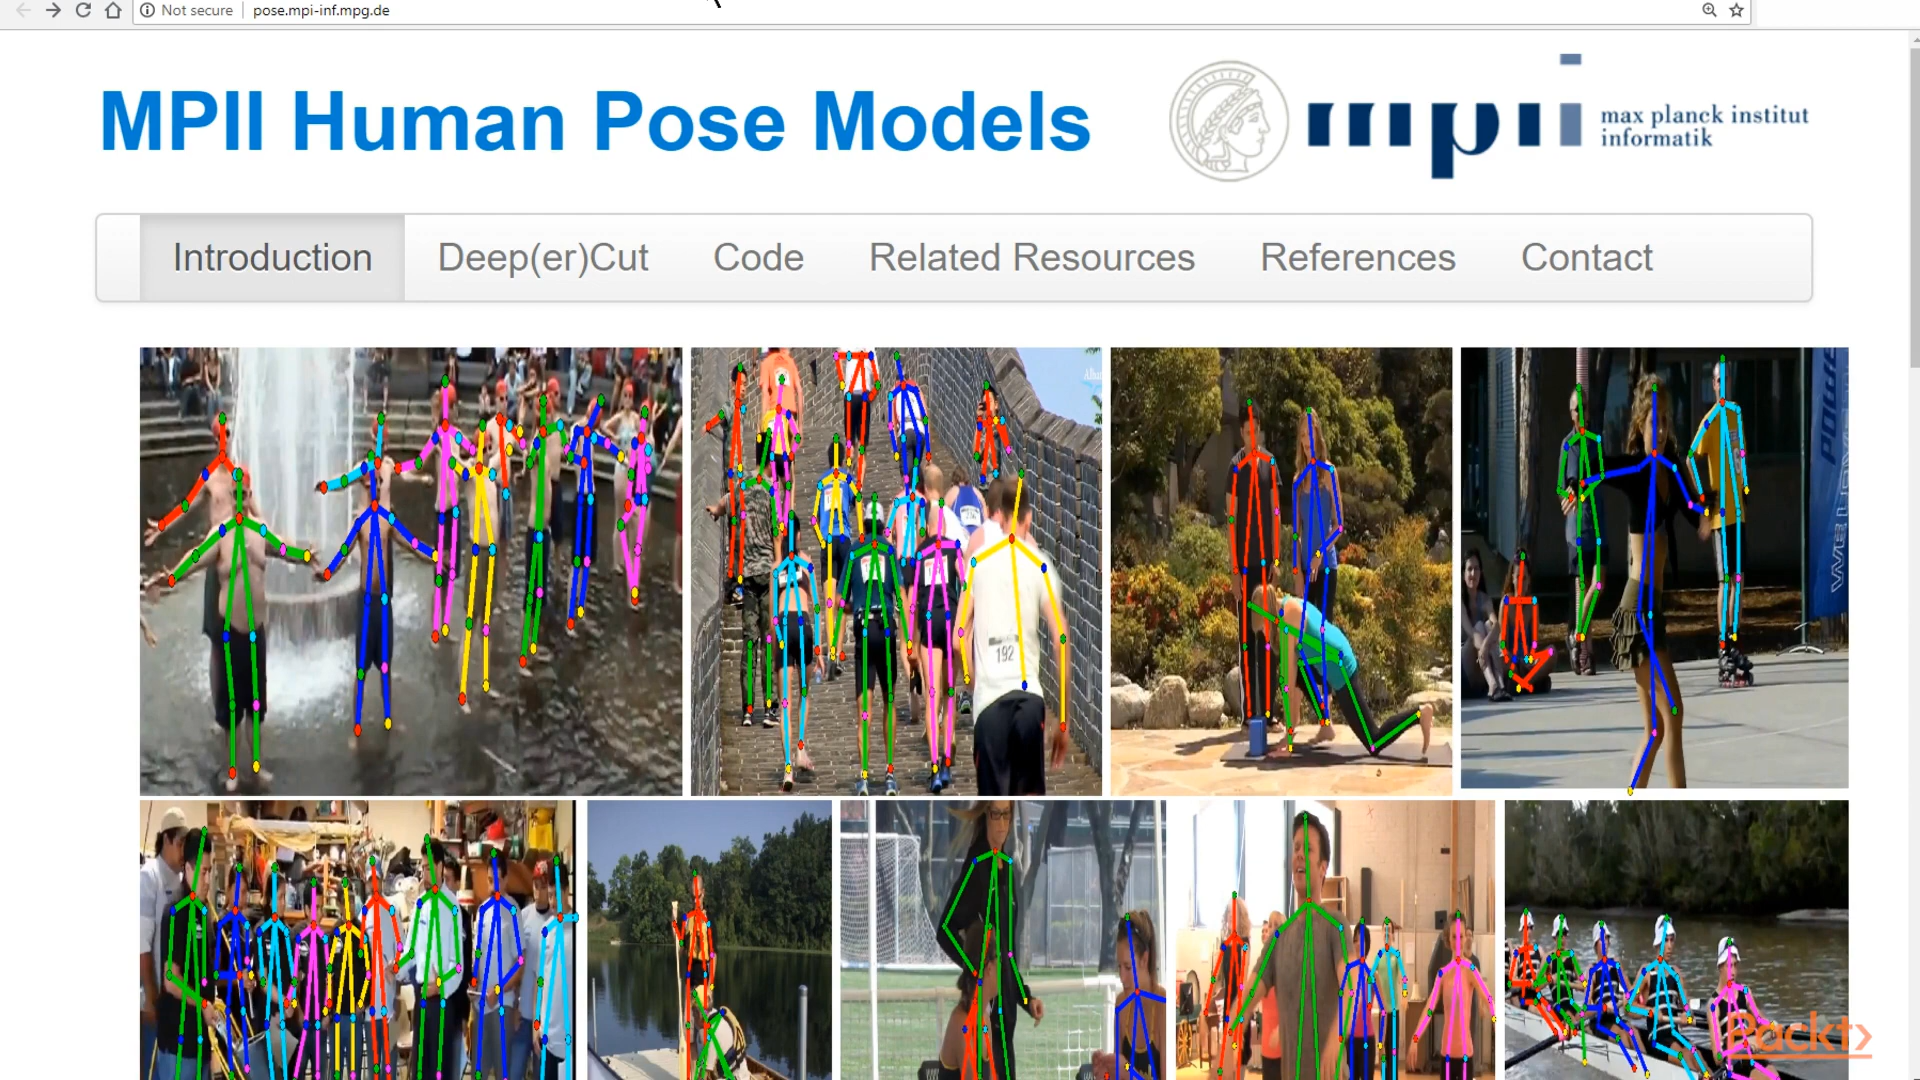 Not secure | pose.mpi-inf.mpg.de
MPII Human Pose Models
mpii
max planck institut
informatik
Introduction
Deep(er)Cut
Code
Related Resources
References
Contact
192
Packt>